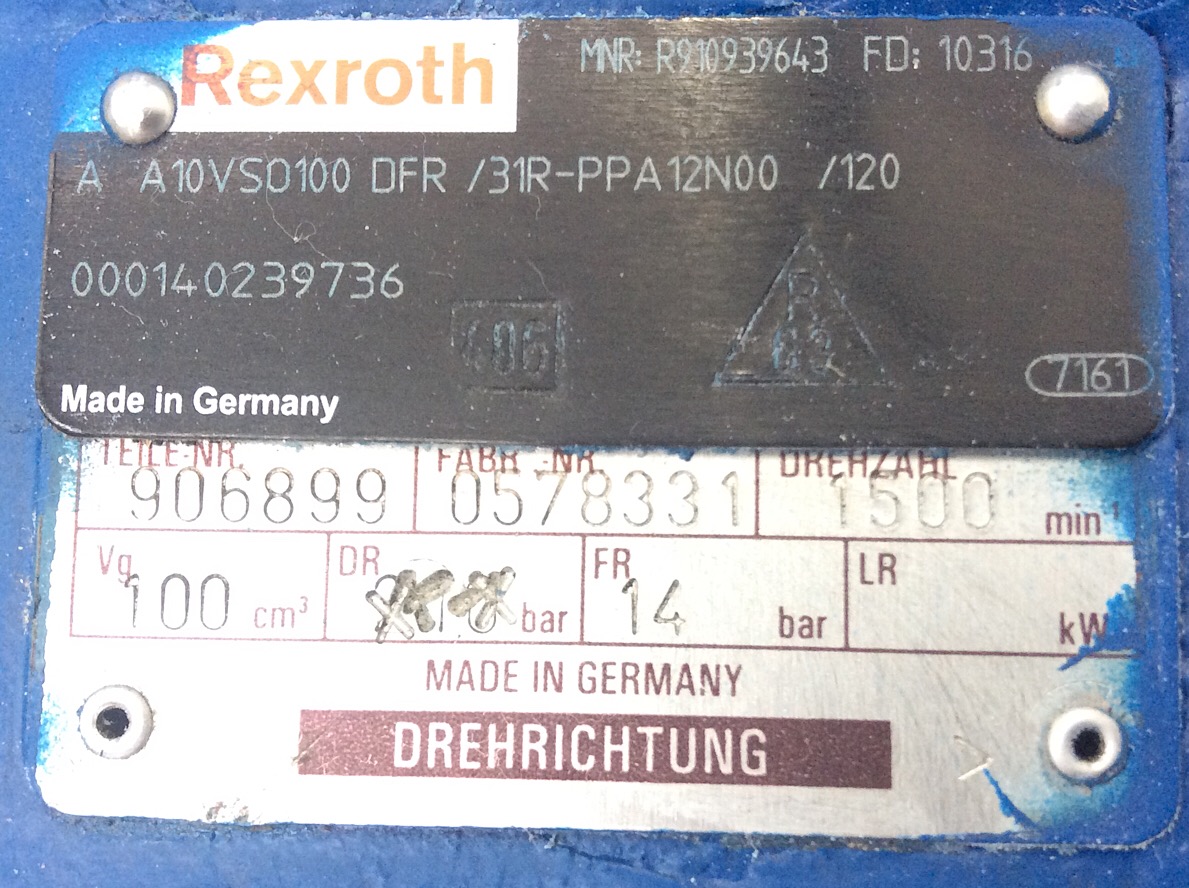 Rexroth
MNR: R910939643 FD: 10316
A A10VSO100 DFR /31R-PPA12N00 /120
000140239736
406
7161
Made in Germany
TEILE-NR. FABR.-NR. DREHZAHL
906899 0578331 1500 min-1
Vg DR FR LR
100 cm³ bar 14 bar kW
MADE IN GERMANY
DREHRICHTUNG
>